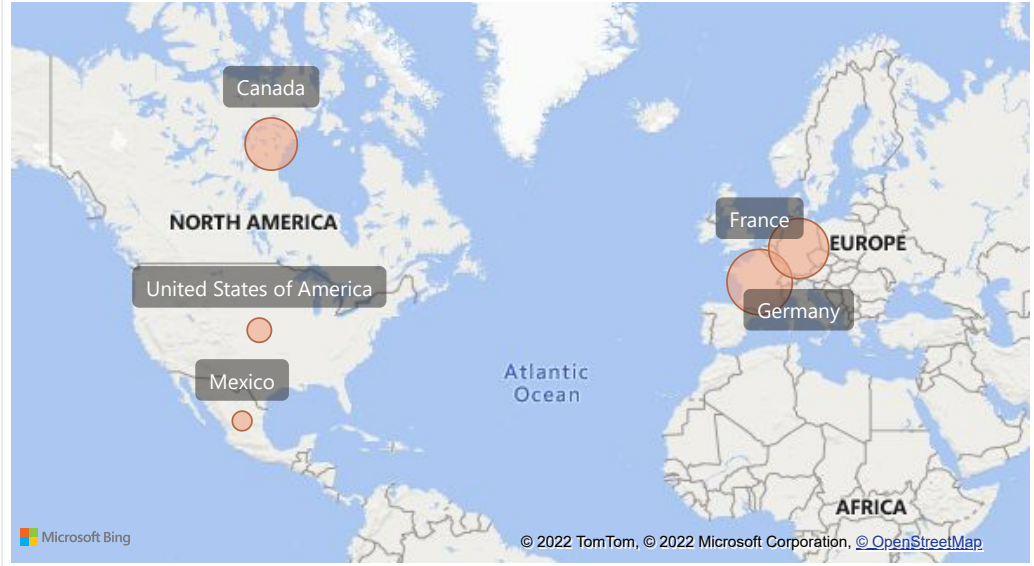 Canada
NORTH AMERICA
France
EUROPE
United States of America
Germany
Mexico
Atlantic
Ocean
AFRICA
Microsoft Bing
© 2022 TomTom, © 2022 Microsoft Corporation, © OpenStreetMap